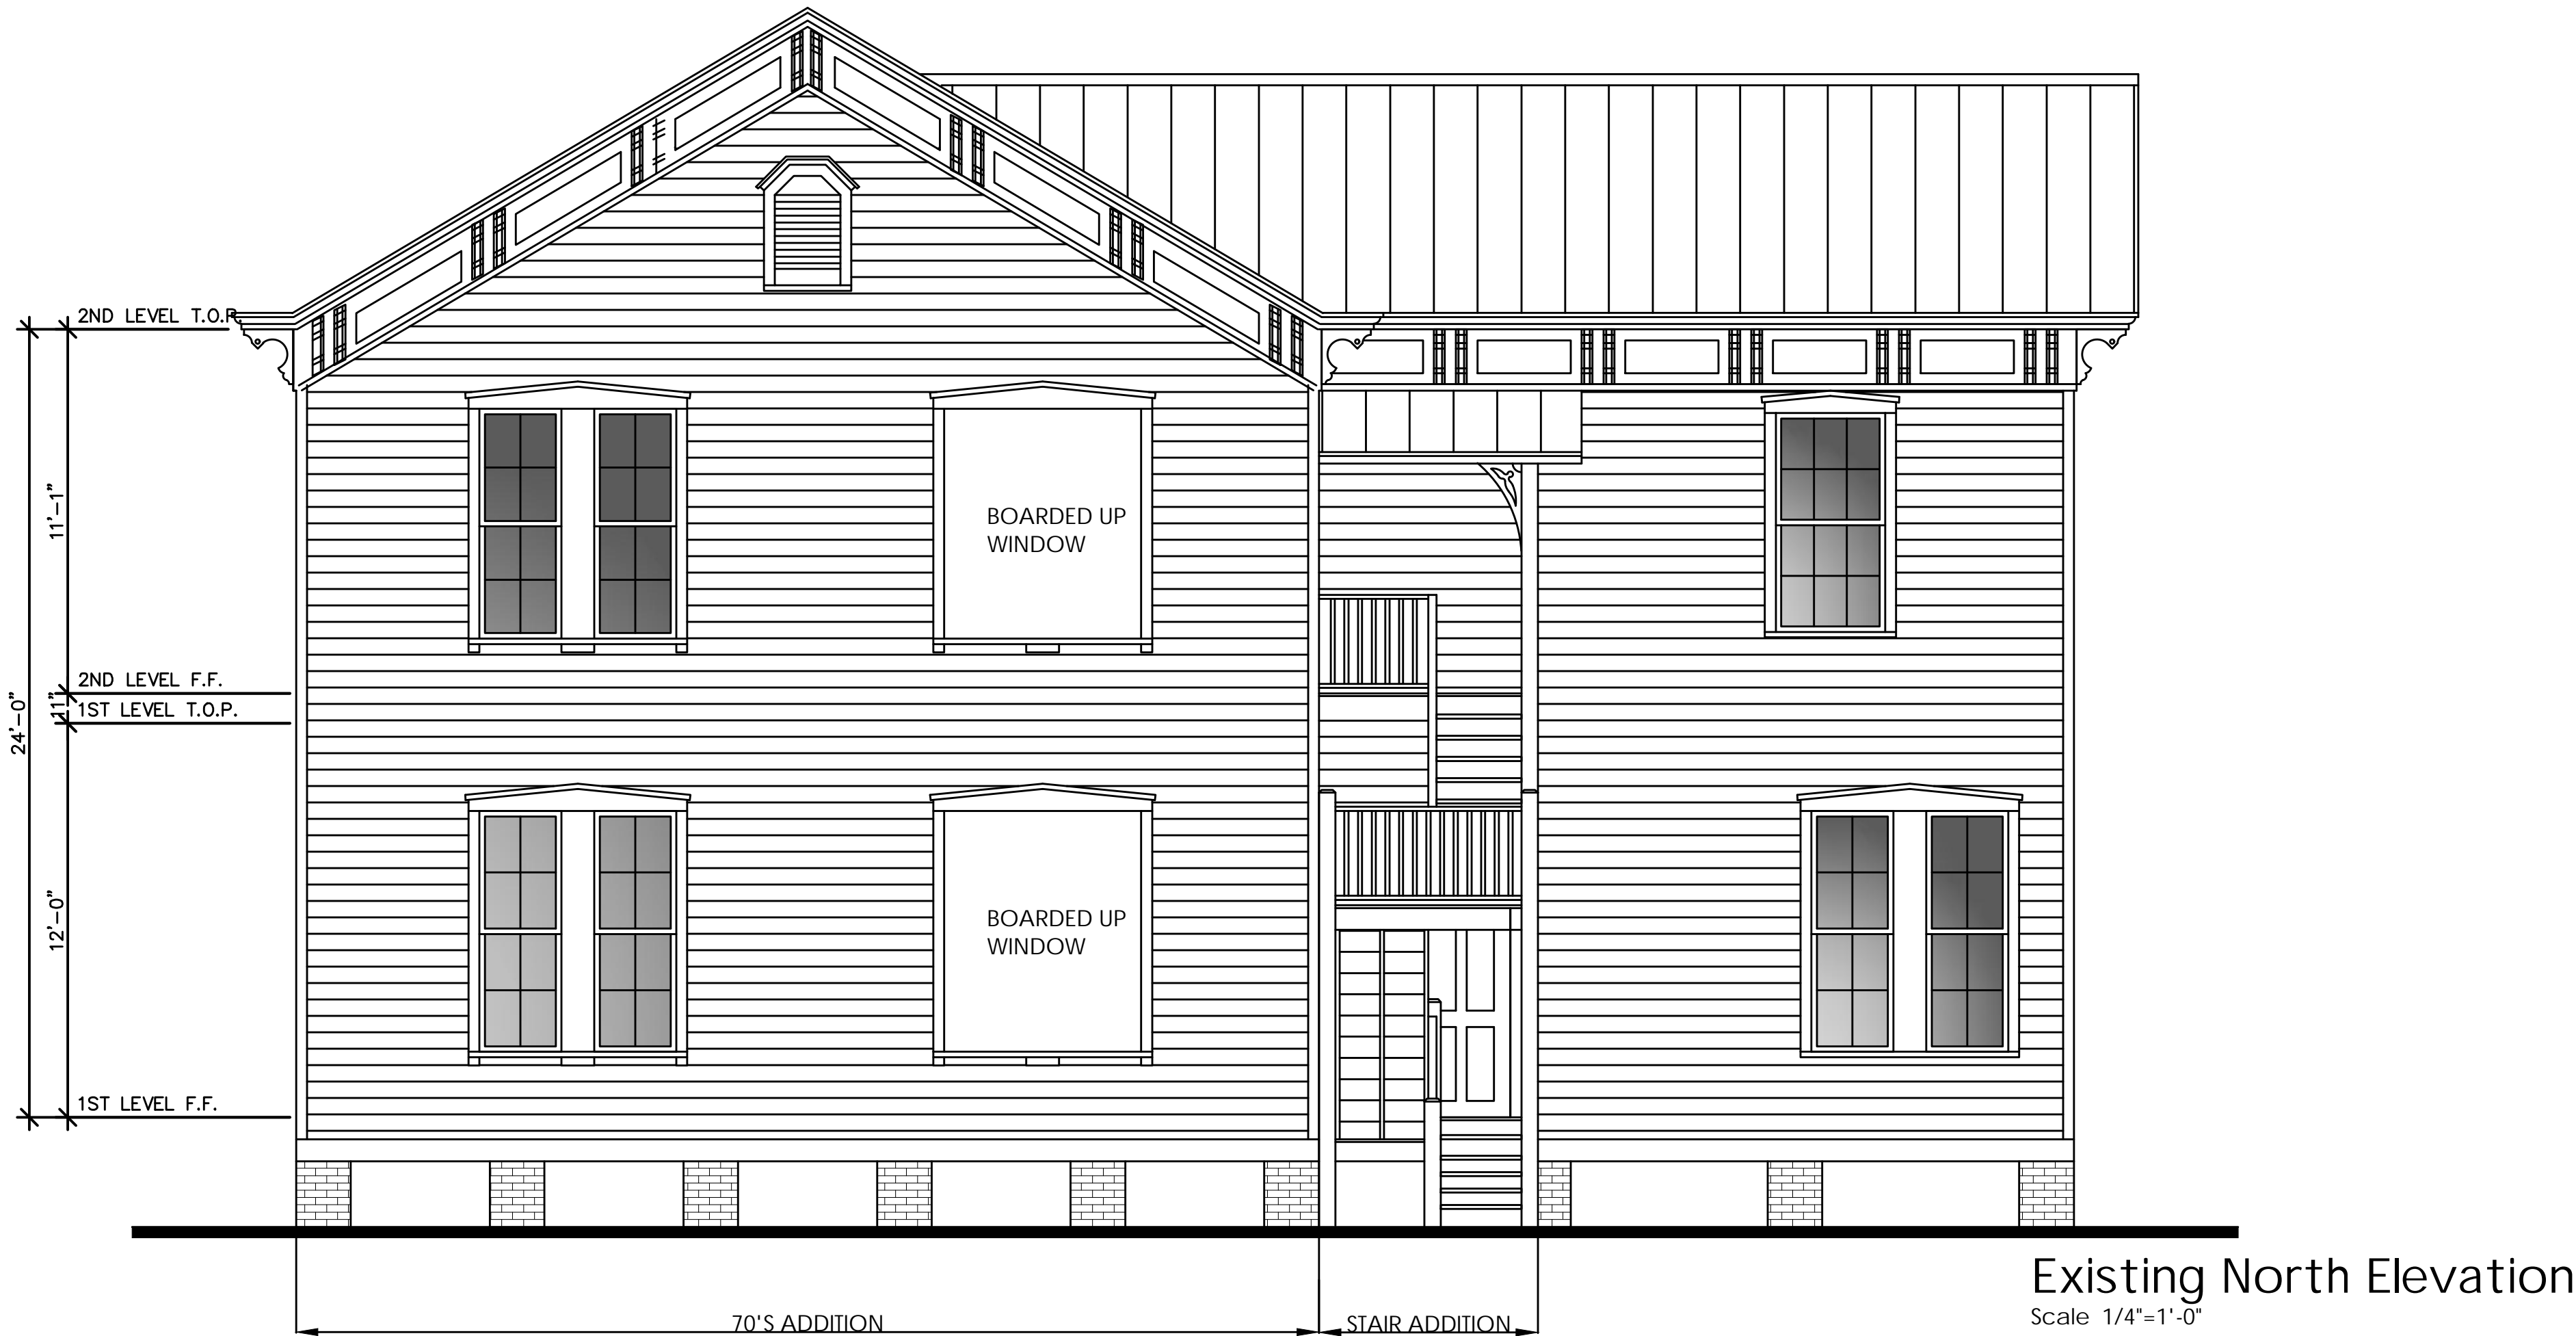 2ND LEVEL T.O.P.
11'-1"
BOARDED UP
WINDOW
2ND LEVEL F.F.
11"
1ST LEVEL T.O.P.
24'-0"
12'-0"
BOARDED UP
WINDOW
1ST LEVEL F.F.
70'S ADDITION
STAIR ADDITION
Existing North Elevation
Scale 1/4"=1'-0"